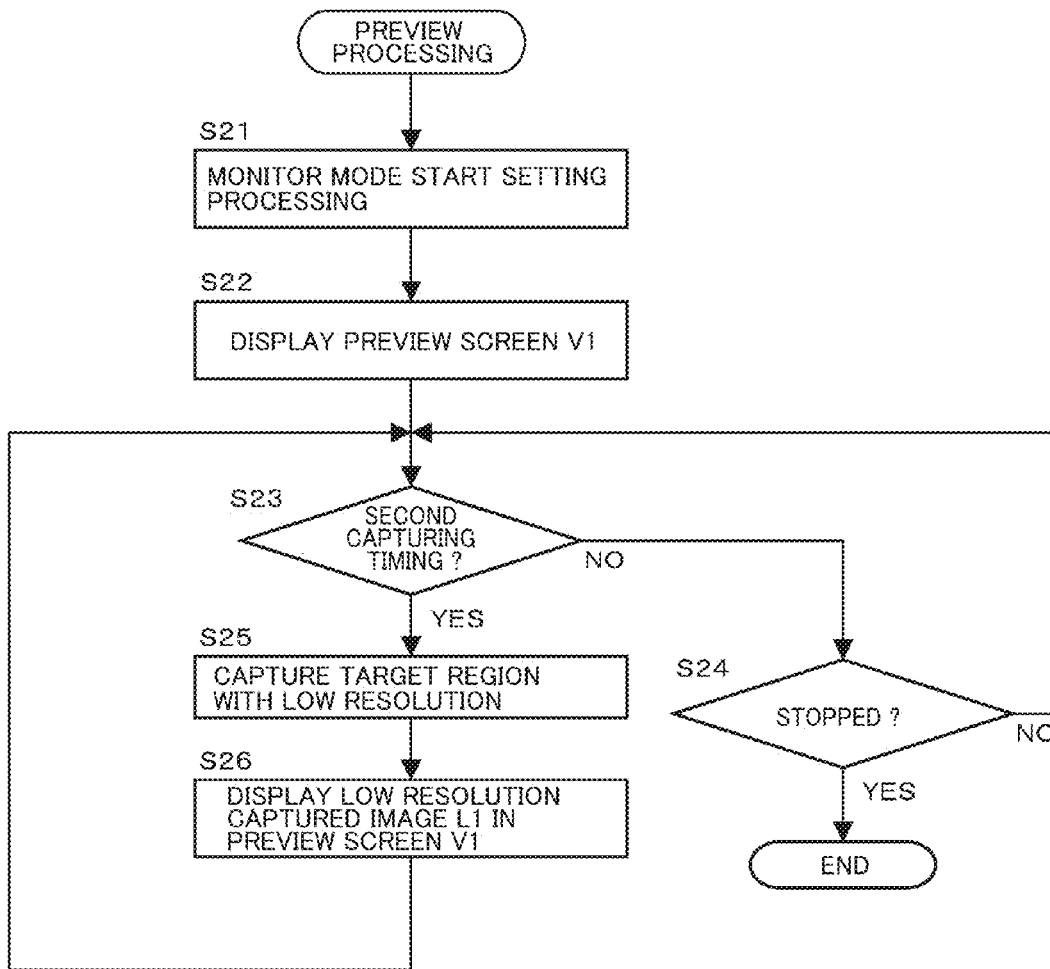 PREVIEW
PROCESSING
S21
MONITOR MODE START SETTING
PROCESSING
S22
DISPLAY PREVIEW SCREEN V1
S23
SECOND
CAPTURING
TIMING ?
NO
YES
S25
CAPTURE TARGET REGION
WITH LOW RESOLUTION
S24
STOPPED ?
NO
YES
S26
DISPLAY LOW RESOLUTION
CAPTURED IMAGE L1 IN
PREVIEW SCREEN V1
END